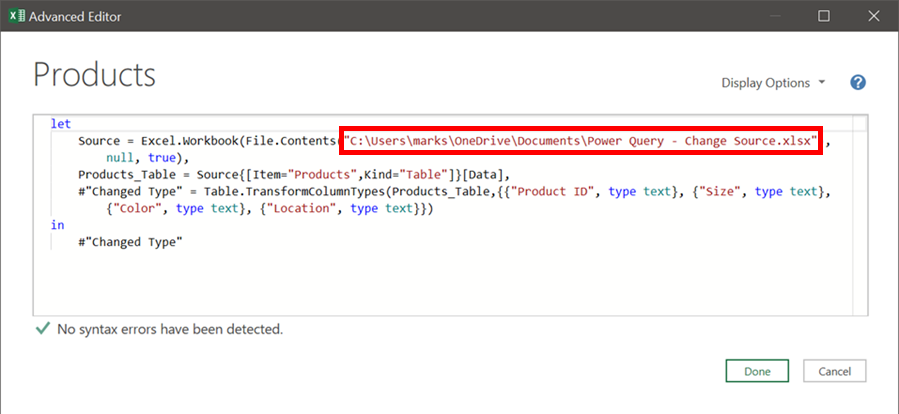 Advanced Editor
Products
Display Options
?
let
Source = Excel.Workbook(File.Contents("C:\Users\marks\OneDrive\Documents\Power Query - Change Source.xlsx"),
null, true),
Products_Table = Source{[Item="Products",Kind="Table"]}[Data],
#"Changed Type" = Table.TransformColumnTypes(Products_Table,{{"Product ID", type text}, {"Size", type text},
{"Color", type text}, {"Location", type text}})
in
#"Changed Type"
No syntax errors have been detected.
Done
Cancel